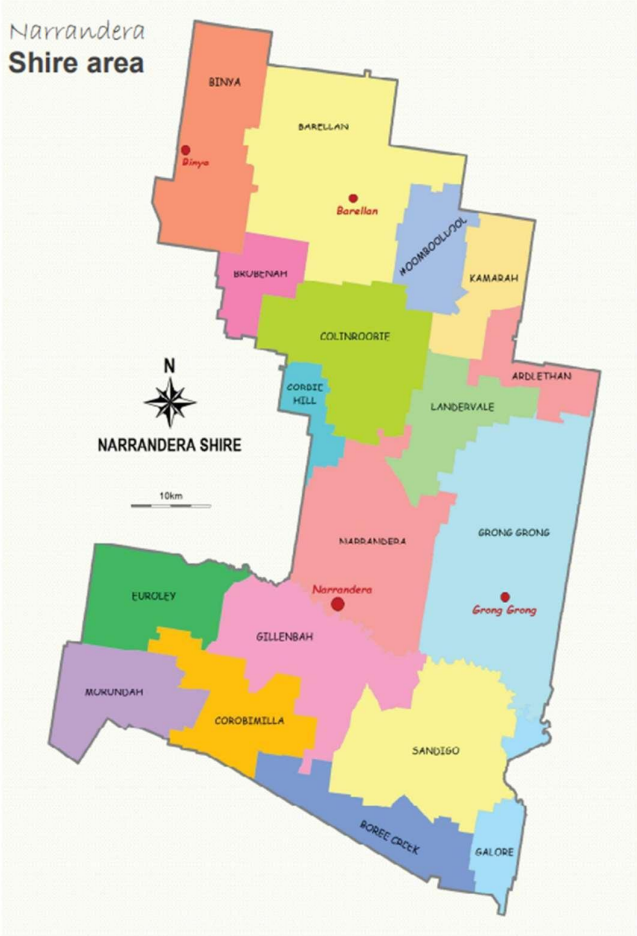 Narrandera
Shire area
BINYA
Binya
BARELLAN
Barellan
MOOMBOOLDOOL
KAMARAH
BRUBENAH
COLINROOBIE
ARDLETHAN
CORBIE
HILL
LANDERVALE
N
NARRANDERA SHIRE
10km
NARRANDERA
Narrandera
GRONG GRONG
Grong Grong
EUROLEY
GILLENBAH
MURUNDAH
COROBIMILLA
SANDIGO
BOREE CREEK
GALORE